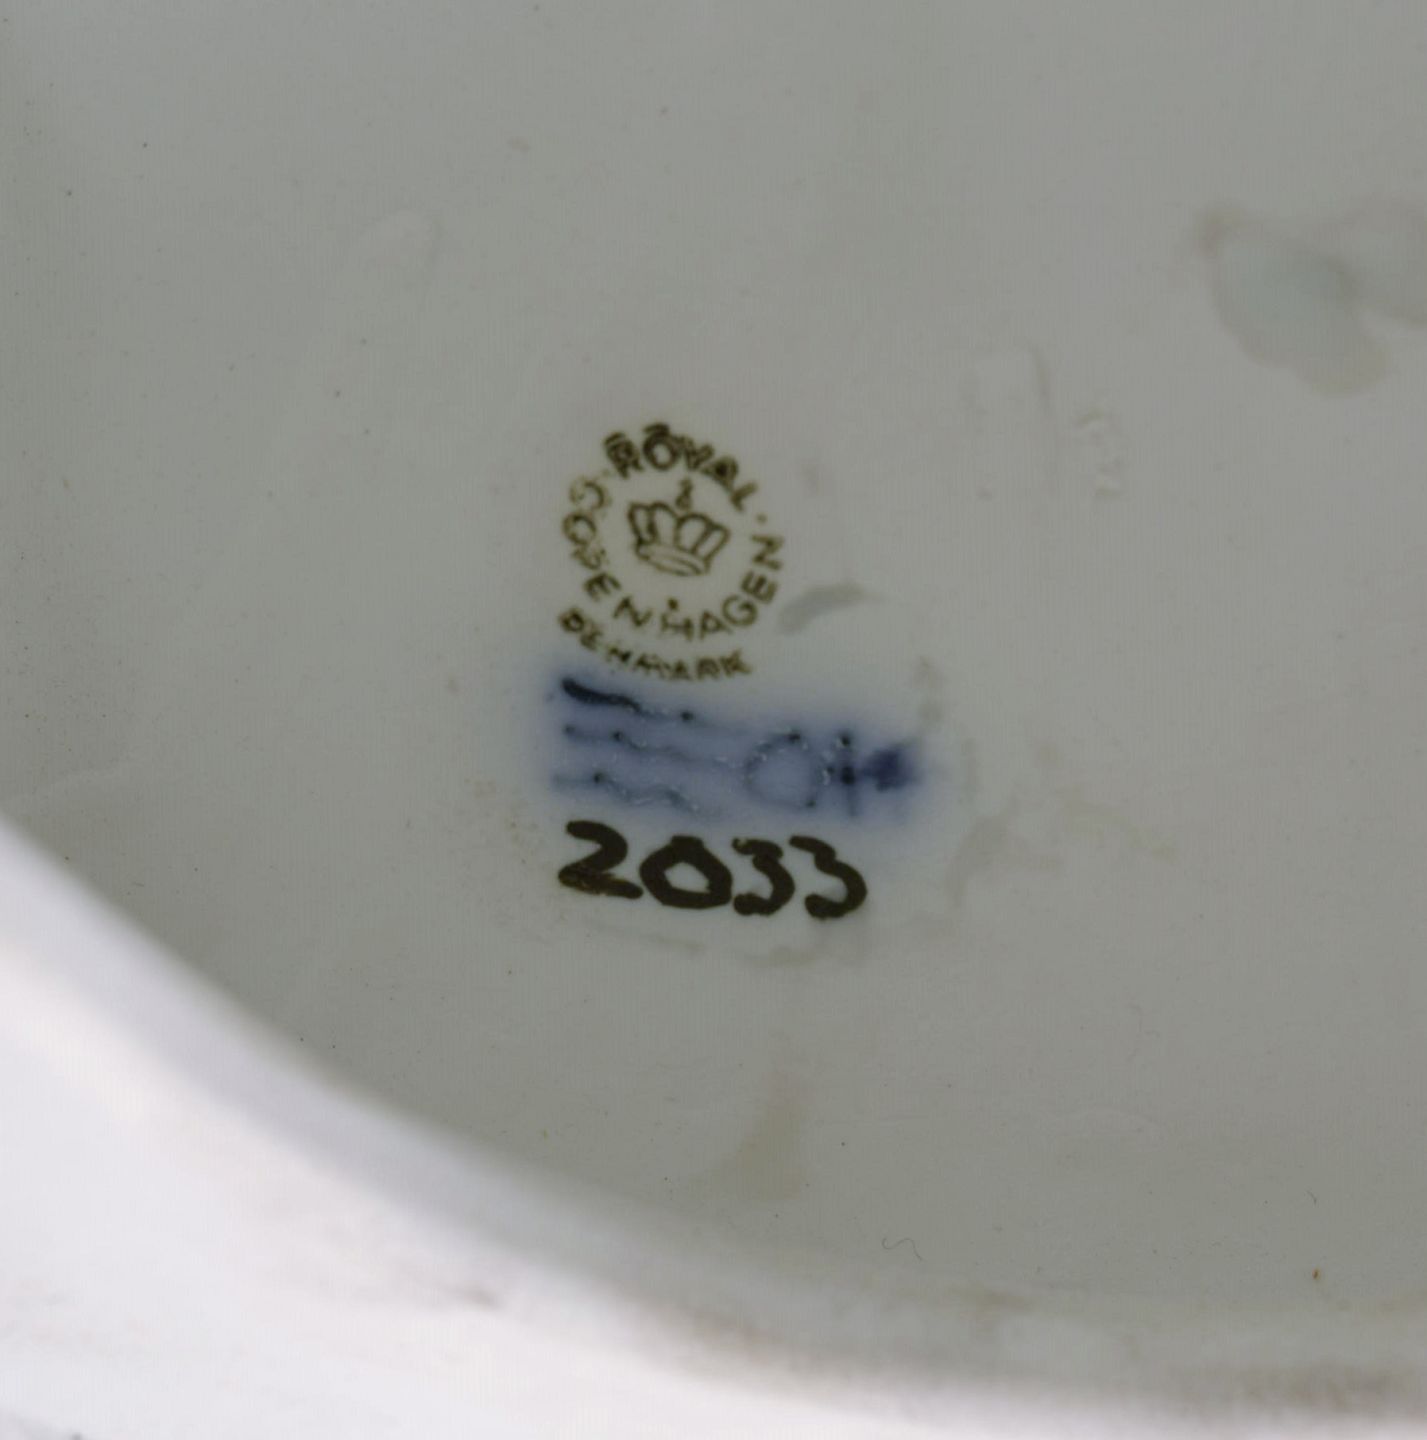 ROYAL · COPENHAGEN
DENMARK
2033